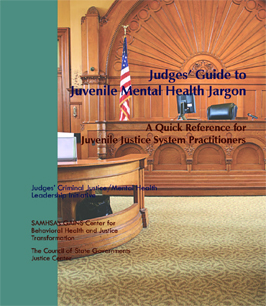 Judges' Guide to
Juvenile Mental Health Jargon
A Quick Reference for
Juvenile Justice System Practitioners
Judges' Criminal Justice/Mental Health
Leadership Initiative
SAMHSA's GAINS Center for
Behavioral Health and Justice
Transformation
The Council of State Governments
Justice Center